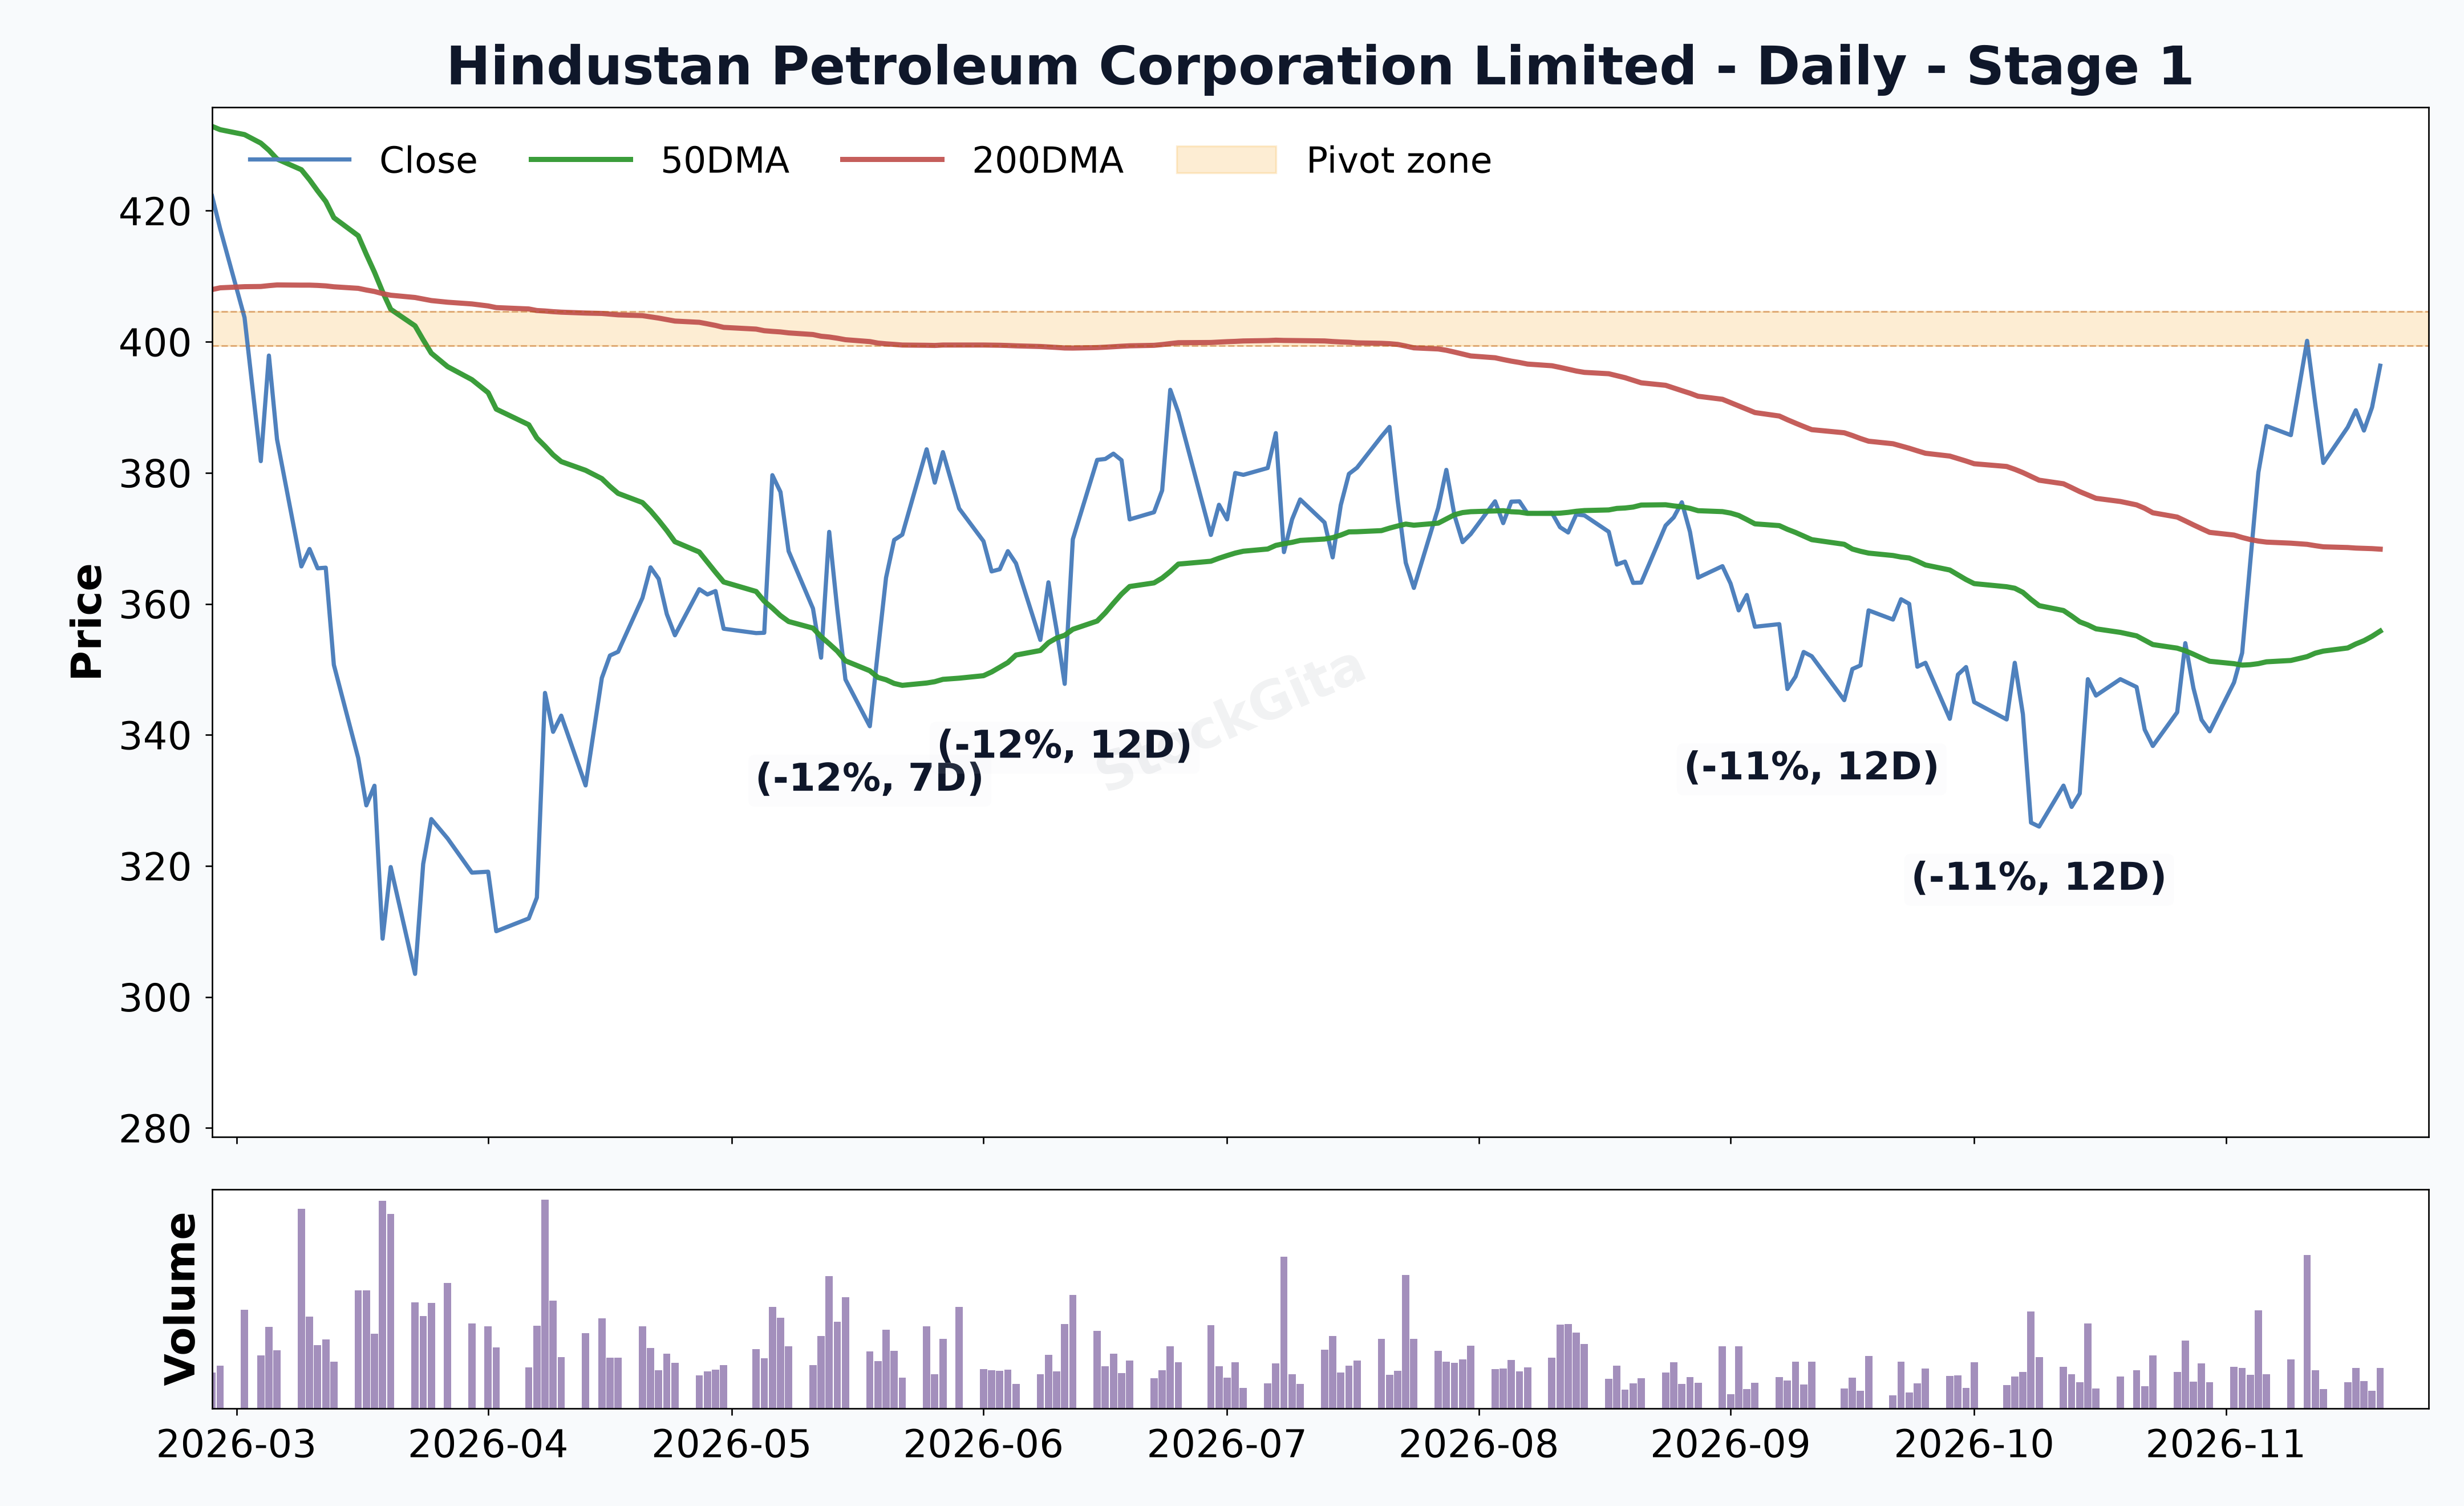 Hindustan Petroleum Corporation Limited - Daily - Stage 1
Close 50DMA 200DMA Pivot zone
420
400
380
360
340
320
300
280
Price
StockGita
(-12%, 12D)
(-12%, 7D)
(-11%, 12D)
(-11%, 12D)
Volume
2026-03 2026-04 2026-05 2026-06 2026-07 2026-08 2026-09 2026-10 2026-11